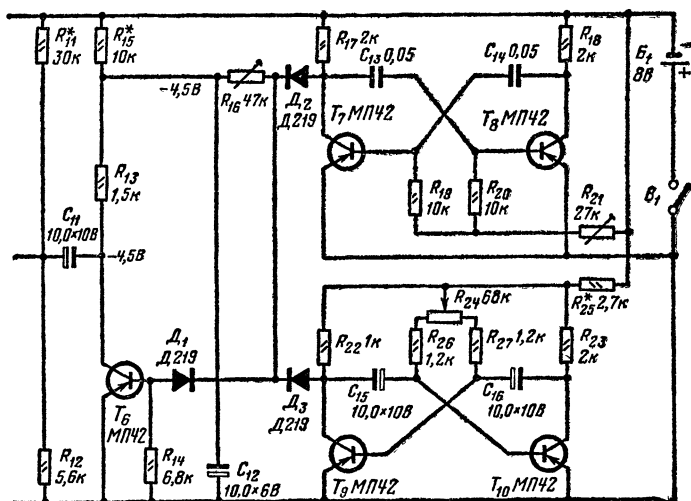 R*11
30к
R*15
10к
R17 2к
C13 0,05
C14 0,05
R18
2к
Б1
8В
−
+
−4,5В
R16 47к
Д2
Д219
T7 МП42
T8 МП42
R13
1,5к
R19
10к
R20
10к
R21
27к
В1
C11
10,0×10В
−4,5В
R24 68к
R*25 2,7к
R22 1к
R26
1,2к
R27 1,2к
R23
2к
Д1
Д219
Д3
Д219
C15
10,0×10В
C16
10,0×10В
T6
МП42
R12
5,6к
R14
6,8к
C12
10,0×6В
T9 МП42
T10 МП42